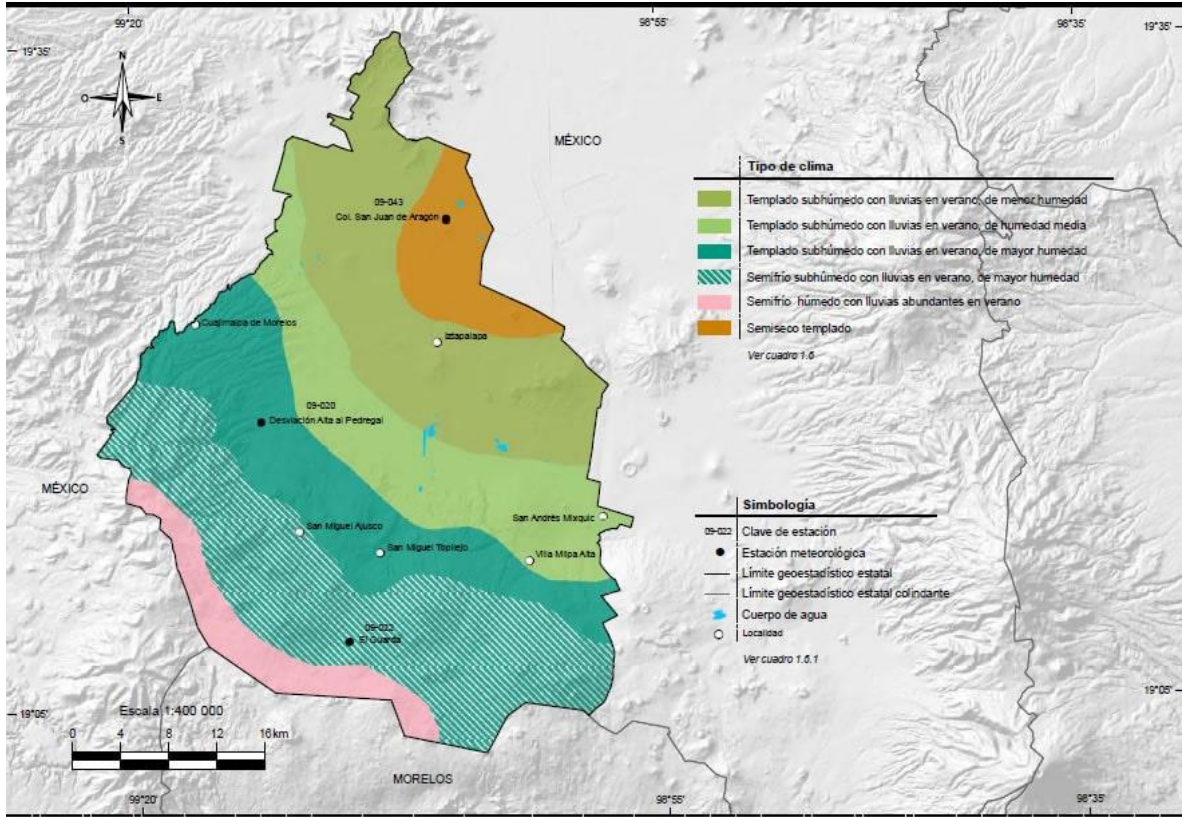 99°20
98°55
98°35
19°35'
19°35'
N
O
E
S
MÉXICO
09-043
Col. San Juan de Aragón
Cuajimalpa de Morelos
Iztapalapa
09-020
Desviación Alta al Pedregal
MÉXICO
San Miguel Ajusco
San Miguel Topilejo
San Andrés Mixquic
Villa Milpa Alta
09-022
El Guarda
Tipo de clima
Templado subhúmedo con lluvias en verano, de menor humedad
Templado subhúmedo con lluvias en verano, de humedad media
Templado subhúmedo con lluvias en verano, de mayor humedad
Semifrío subhúmedo con lluvias en verano, de mayor humedad
Semifrío húmedo con lluvias abundantes en verano
Semiseco templado
Ver cuadro 1.6
Simbología
09-022 Clave de estación
Estación meteorológica
Límite geoestadístico estatal
Límite geoestadístico estatal colindante
Cuerpo de agua
Localidad
Ver cuadro 1.6.1
19°05'
19°05'
Escala 1:400 000
0 4 8 12 16km
MORELOS
99°20
98°55
98°35